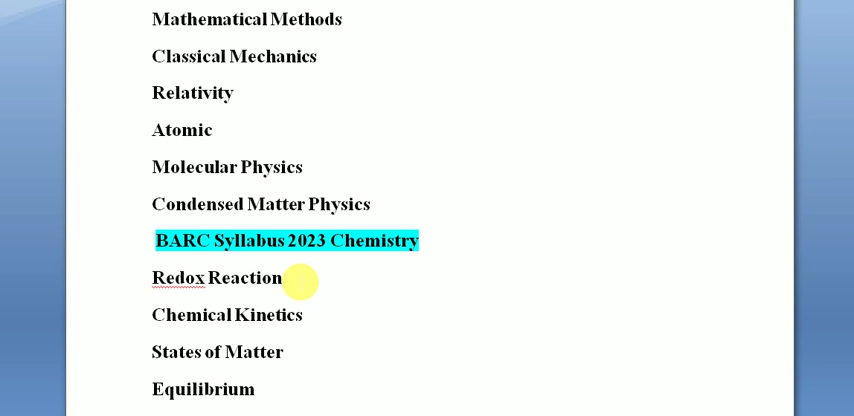 Mathematical Methods
Classical Mechanics
Relativity
Atomic
Molecular Physics
Condensed Matter Physics
BARC Syllabus 2023 Chemistry
Redox Reaction
Chemical Kinetics
States of Matter
Equilibrium